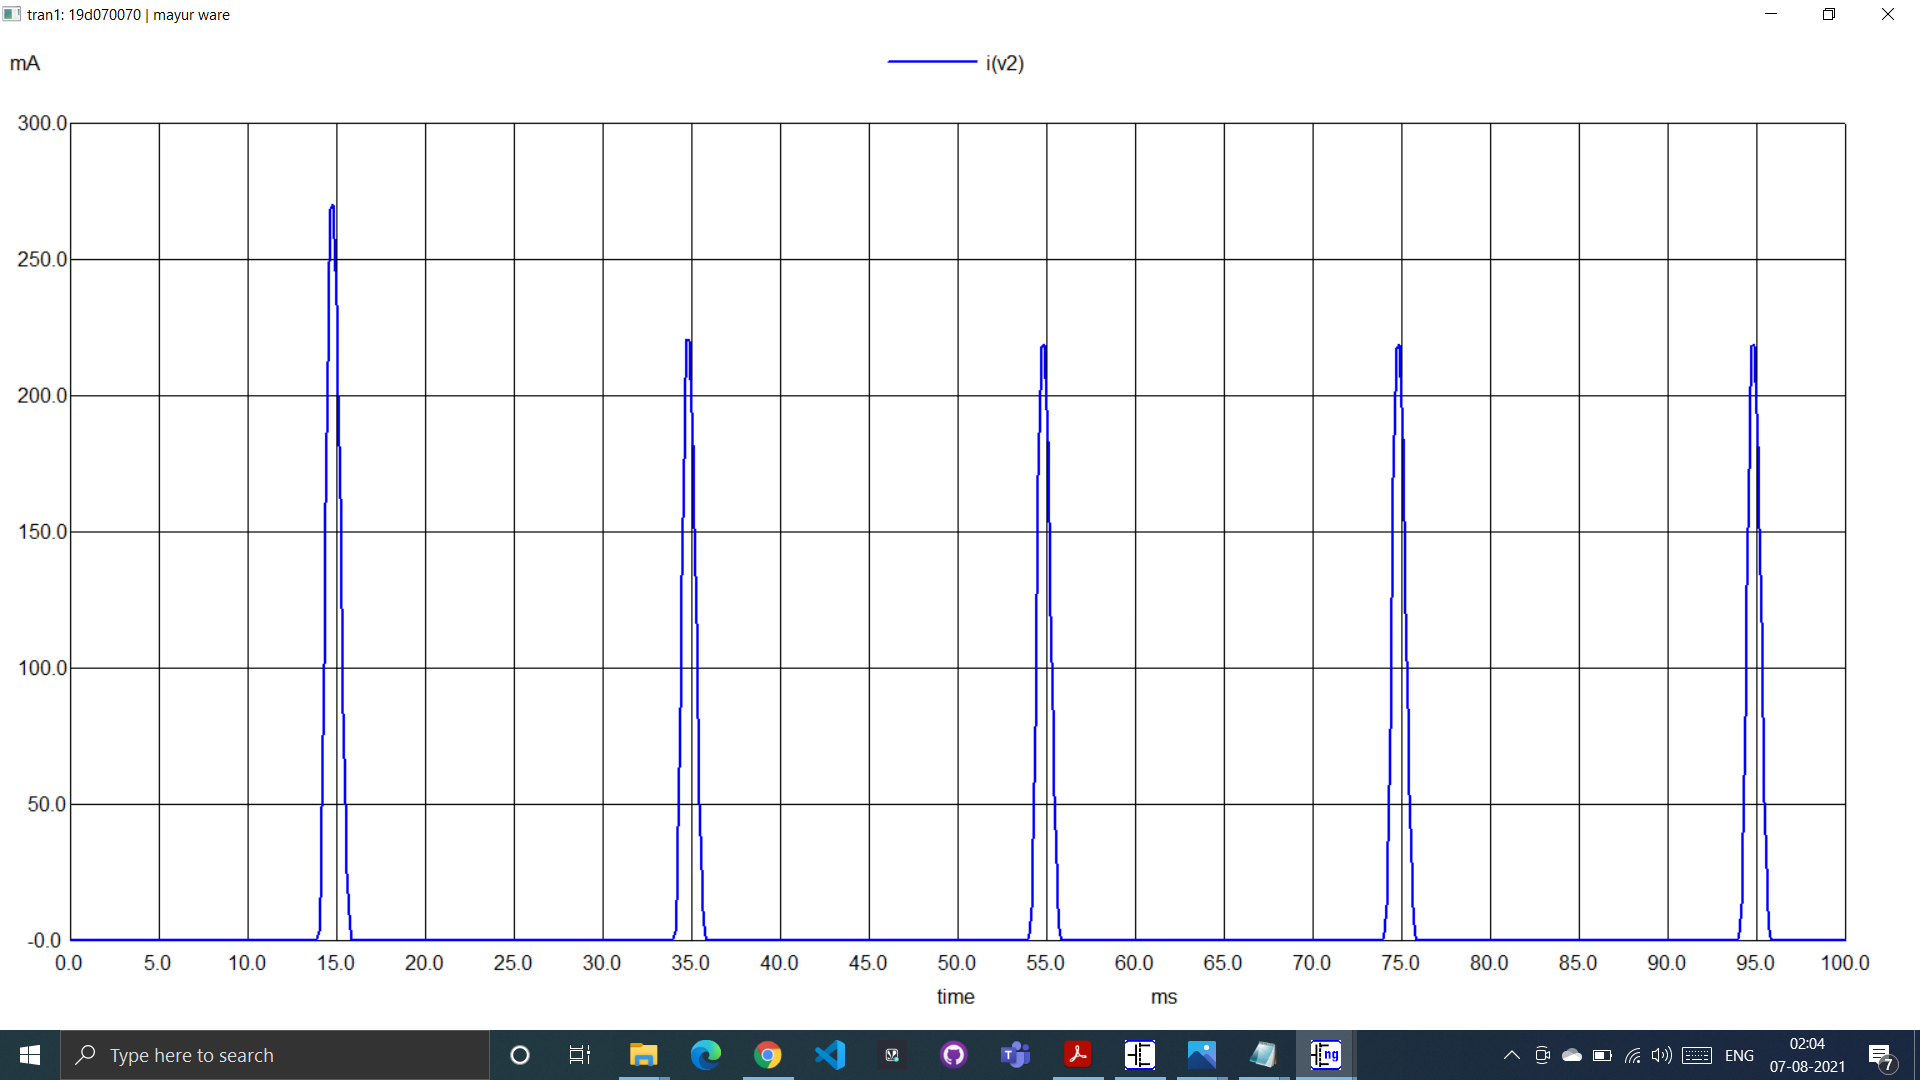 tran1: 19d070070 | mayur ware
mA
i(v2)
300.0
250.0
200.0
150.0
100.0
50.0
-0.0
0.0 5.0 10.0 15.0 20.0 25.0 30.0 35.0 40.0 45.0 50.0 55.0 60.0 65.0 70.0 75.0 80.0 85.0 90.0 95.0 100.0
time ms
Type here to search
T
ng
ENG
02:04
07-08-2021
7